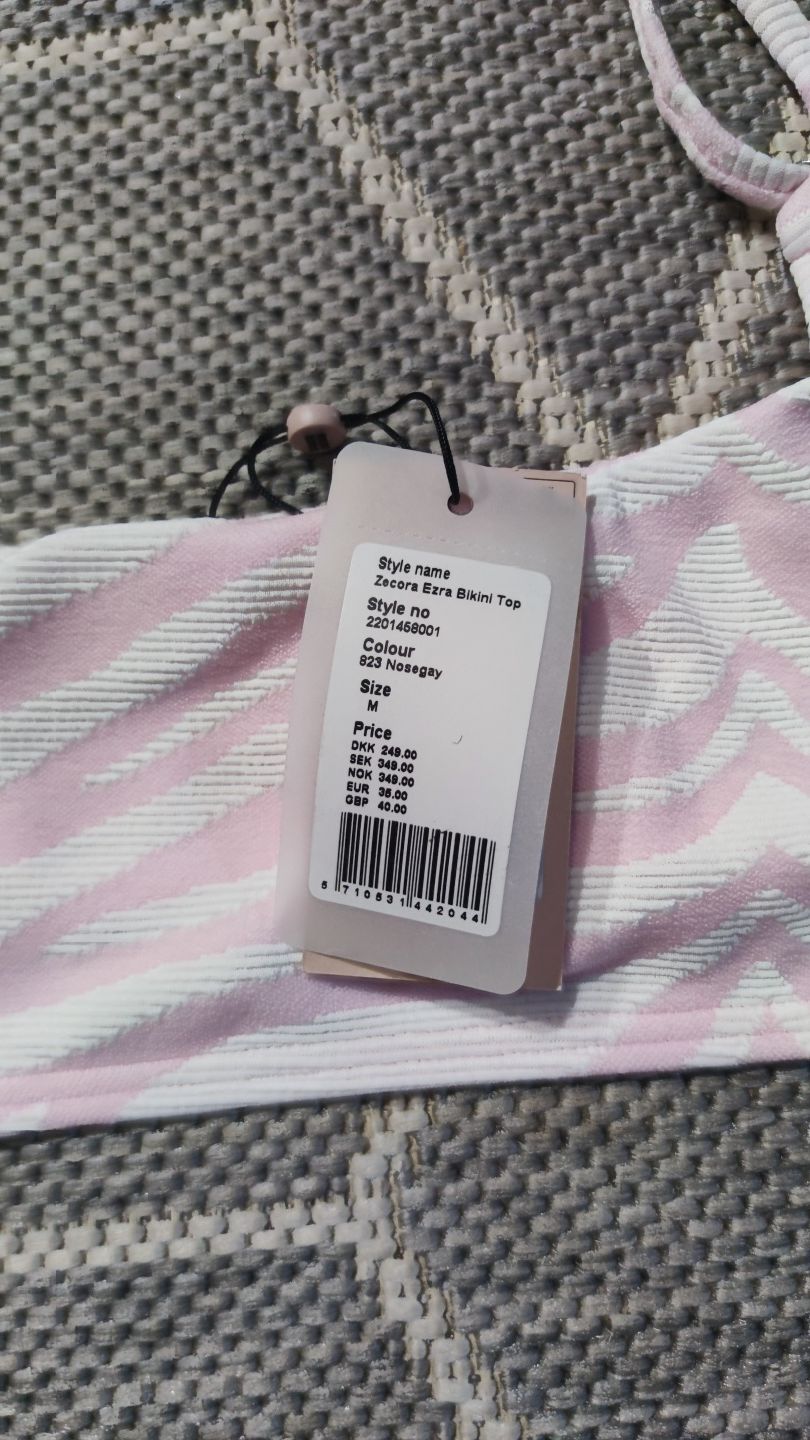 Style name
Zecora Ezra Bikini Top
Style no
2201458001
Colour
823 Nosegay
Size
M
Price
DKK 249.00
SEK 349.00
NOK 349.00
EUR 35.00
GBP 40.00
5 710531 442044